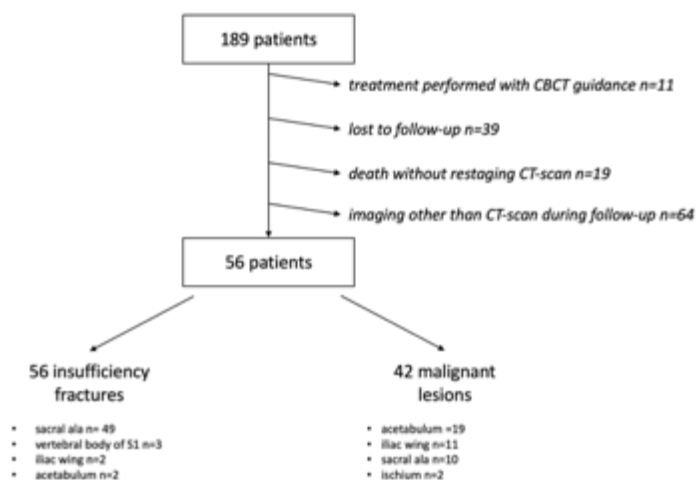 189 patients
treatment performed with CBCT guidance n=11
lost to follow-up n=39
death without restaging CT-scan n=19
imaging other than CT-scan during follow-up n=64
56 patients
56 insufficiency
fractures
• sacral ala n= 49
• vertebral body of S1 n=3
• iliac wing n=2
• acetabulum n=2
42 malignant
lesions
• acetabulum =19
• iliac wing n=11
• sacral ala n=10
• ischium n=2